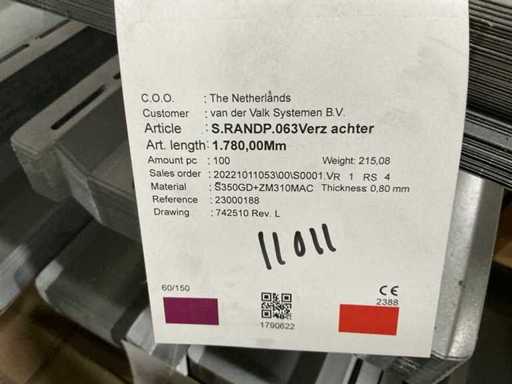 C.O.O. : The Netherlands
Customer : van der Valk Systemen B.V.
Article : S.RANDP.063Verz achter
Art. length: 1.780,00Mm
Amount pc : 100 Weight: 215,08
Sales order : 20221011053\00\S0001.VR 1 RS 4
Material : S350GD+ZM310MAC Thickness 0,80 mm
Reference : 23000188
Drawing : 742510 Rev. L
11011
60/150
CE
2388
1790622